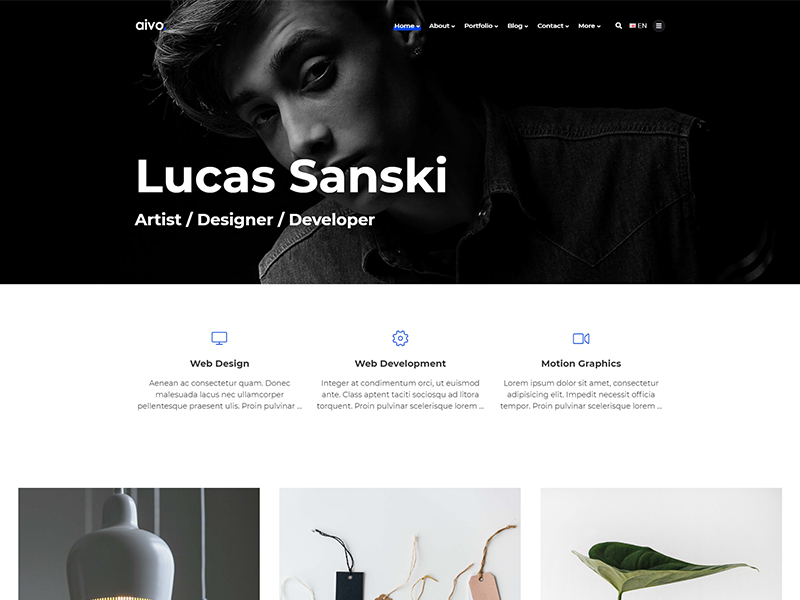 aivo
Home About Portfolio Blog Contact More EN
Lucas Sanski
Artist / Designer / Developer
Web Design Web Development Motion Graphics
Aenean ac consectetur quam. Donec
malesuada lacus nec ullamcorper
pellentesque praesent ulis. Proin pulvinar ...
Integer at condimentum orci, ut euismod
ante. Class aptent taciti sociosqu ad litora
torquent. Proin pulvinar scelerisque lorem ...
Lorem ipsum dolor sit amet, consectetur
adipisicing elit. Impedit necessit officia
tempor. Proin pulvinar scelerisque lorem ...